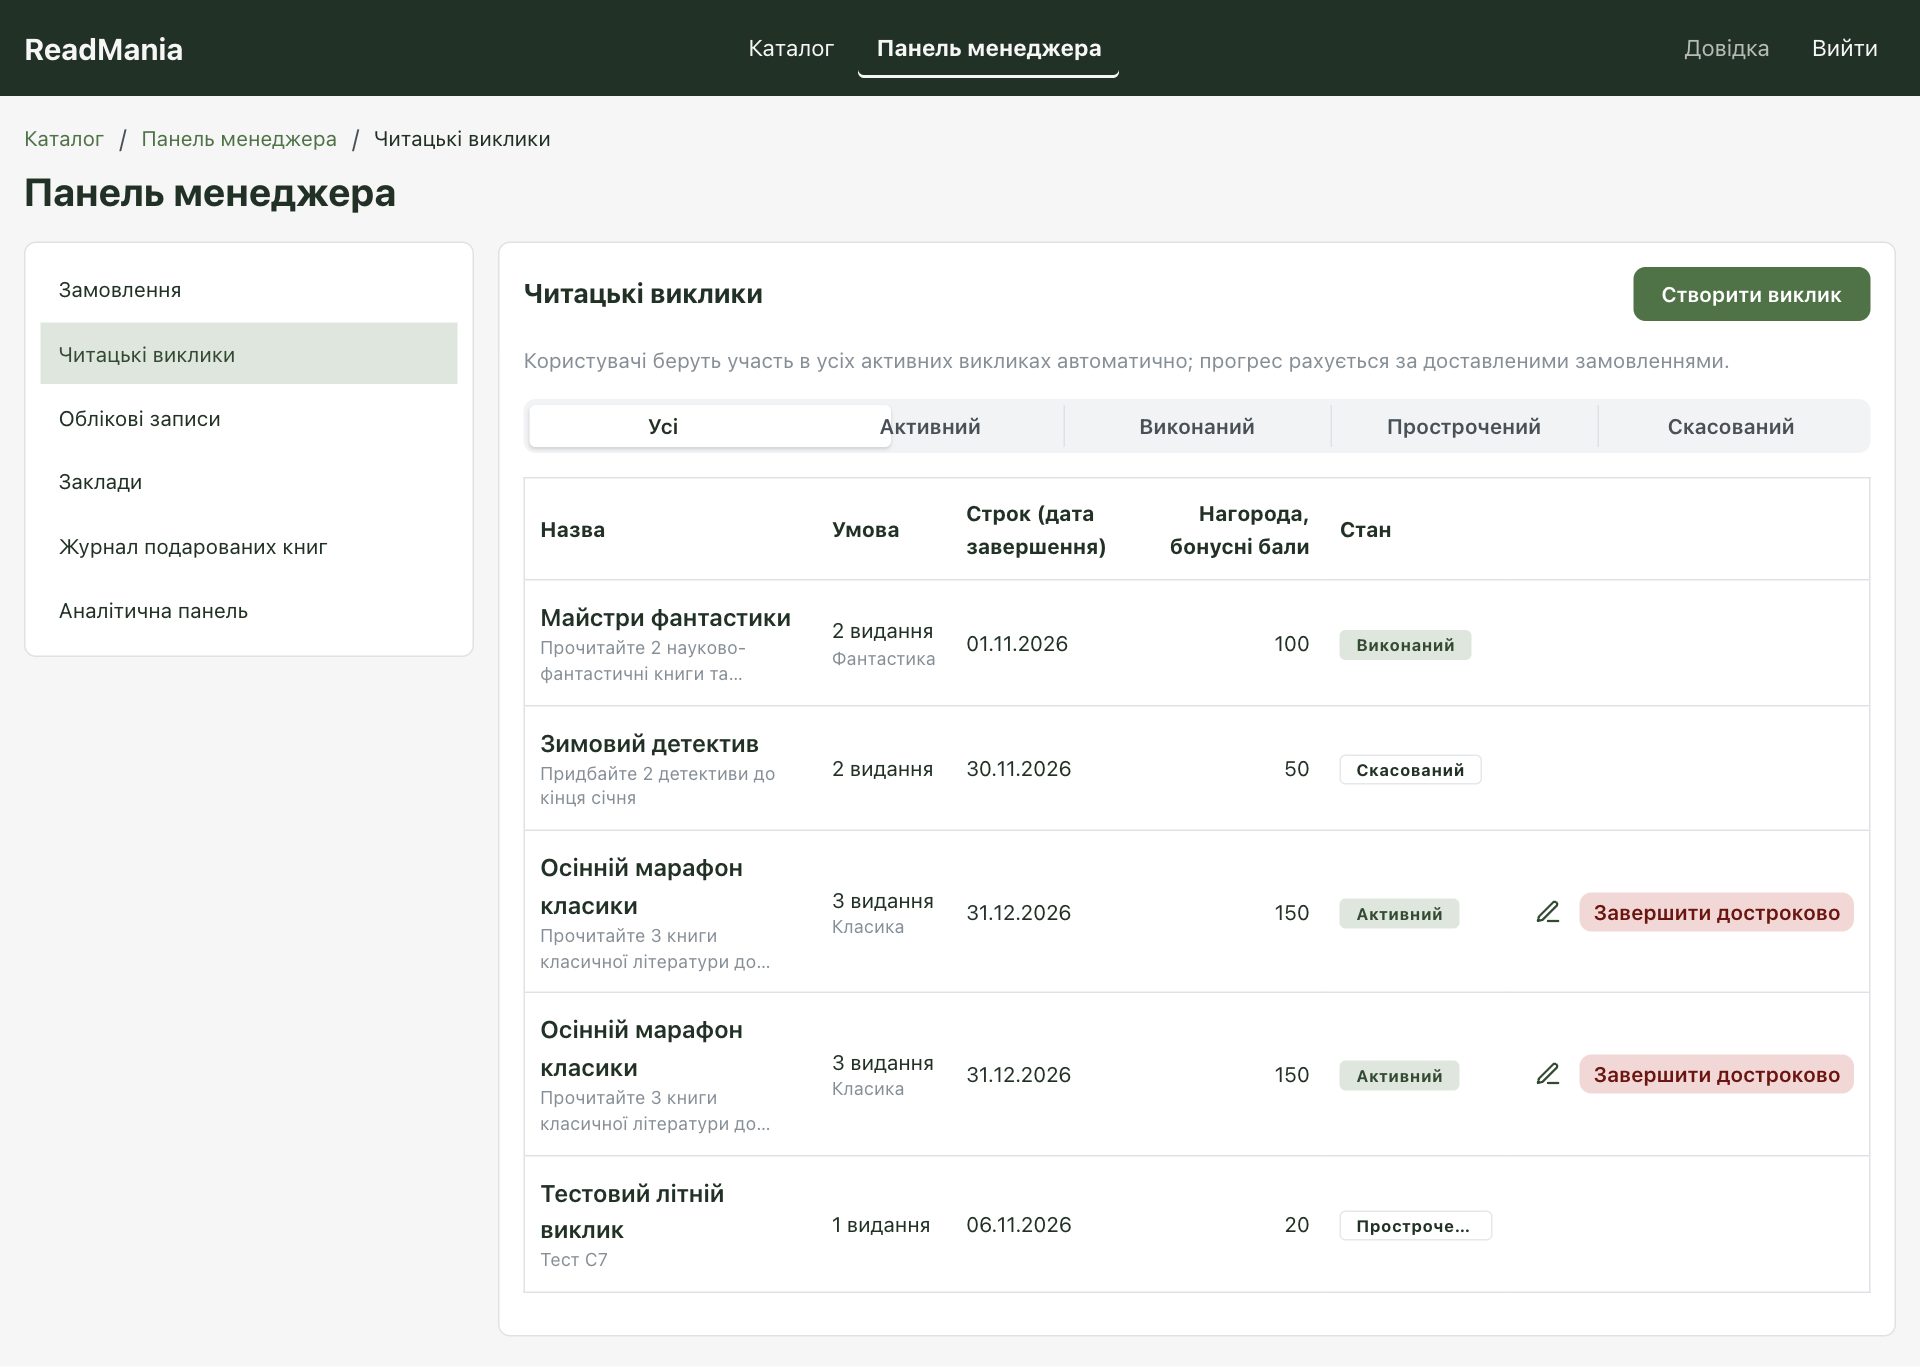 ReadMania
Каталог
Панель менеджера
Довідка
Вийти
Каталог / Панель менеджера / Читацькі виклики
Панель менеджера
Замовлення
Читацькі виклики
Облікові записи
Заклади
Журнал подарованих книг
Аналітична панель
Читацькі виклики
Створити виклик
Користувачі беруть участь в усіх активних викликах автоматично; прогрес рахується за доставленими замовленнями.
Усі
Активний
Виконаний
Прострочений
Скасований
Назва
Умова
Строк (дата
завершення)
Нагорода,
бонусні бали
Стан
Майстри фантастики
Прочитайте 2 науково-
фантастичні книги та...
2 видання
Фантастика
01.11.2026
100
Виконаний
Зимовий детектив
Придбайте 2 детективи до
кінця січня
2 видання
30.11.2026
50
Скасований
Осінній марафон
класики
Прочитайте 3 книги
класичної літератури до...
3 видання
Класика
31.12.2026
150
Активний
Завершити достроково
Осінній марафон
класики
Прочитайте 3 книги
класичної літератури до...
3 видання
Класика
31.12.2026
150
Активний
Завершити достроково
Тестовий літній
виклик
Тест С7
1 видання
06.11.2026
20
Простроче...